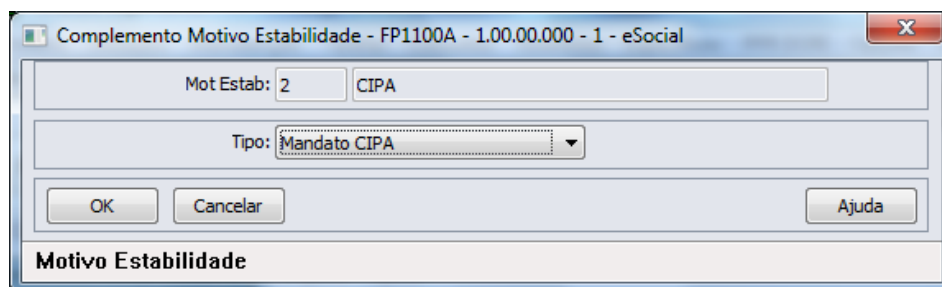 Complemento Motivo Estabilidade - FP1100A - 1.00.00.000 - 1 - eSocial
Mot Estab: 2 CIPA
Tipo: Mandato CIPA
OK Cancelar Ajuda
Motivo Estabilidade